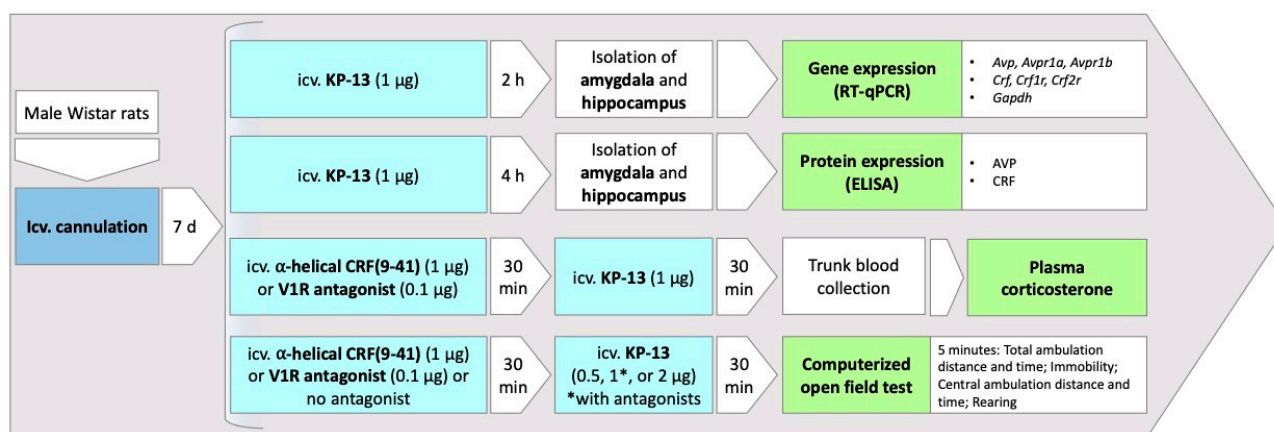 Male Wistar rats
Icv. cannulation
7 d
icv. KP-13 (1 µg)
2 h
Isolation of
amygdala and
hippocampus
Gene expression
(RT-qPCR)
• Avp, Avpr1a, Avpr1b
• Crf, Crf1r, Crf2r
• Gapdh
icv. KP-13 (1 µg)
4 h
Isolation of
amygdala and
hippocampus
Protein expression
(ELISA)
• AVP
• CRF
icv. α-helical CRF(9-41) (1 µg)
or V1R antagonist (0.1 µg)
30
min
icv. KP-13 (1 µg)
30
min
Trunk blood
collection
Plasma
corticosterone
icv. α-helical CRF(9-41) (1 µg)
or V1R antagonist (0.1 µg) or
no antagonist
30
min
icv. KP-13
(0.5, 1*, or 2 µg)
*with antagonists
30
min
Computerized
open field test
5 minutes: Total ambulation
distance and time; Immobility;
Central ambulation distance and
time; Rearing